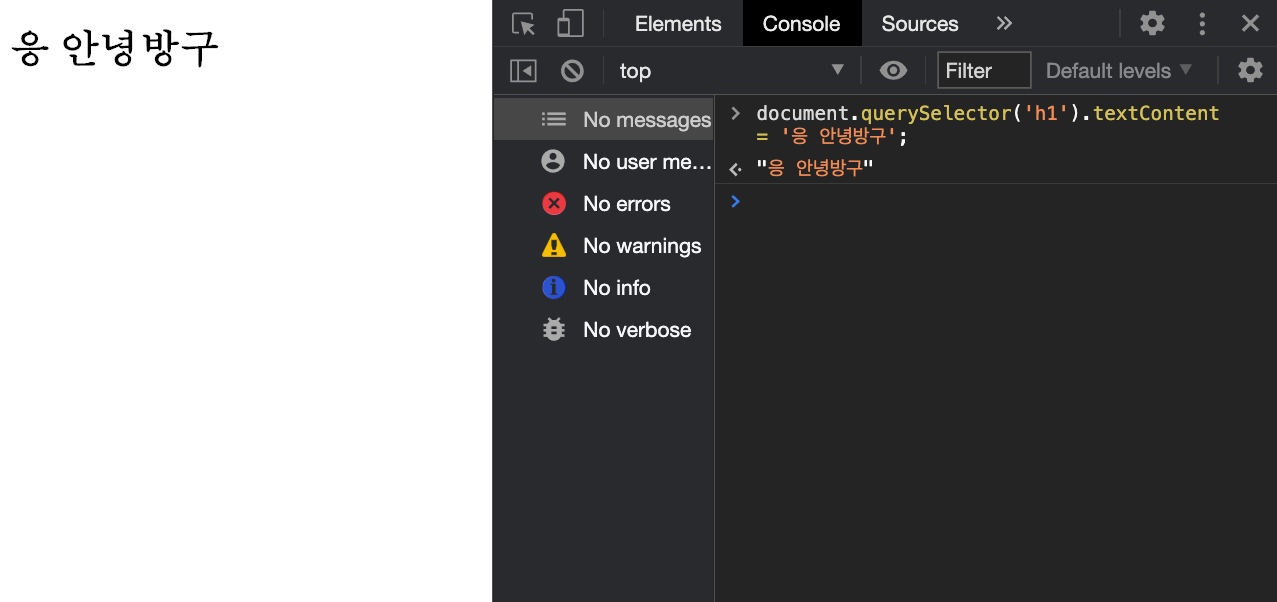 응 안녕방구
Elements Console Sources
top Filter Default levels
No messages
No user me...
No errors
No warnings
No info
No verbose
> document.querySelector('h1').textContent
= '응 안녕방구';
"응 안녕방구"
>